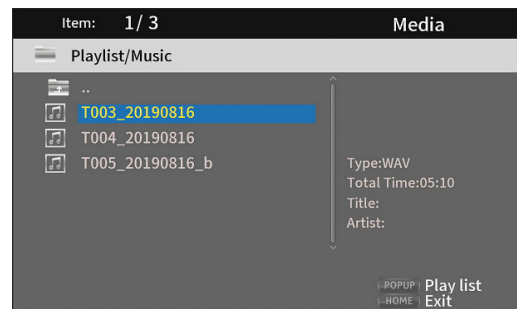 Item: 1/ 3 Media
Playlist/Music
..
T003_20190816
T004_20190816
T005_20190816_b
Type:WAV
Total Time:05:10
Title:
Artist:
POPUP Play list
HOME Exit